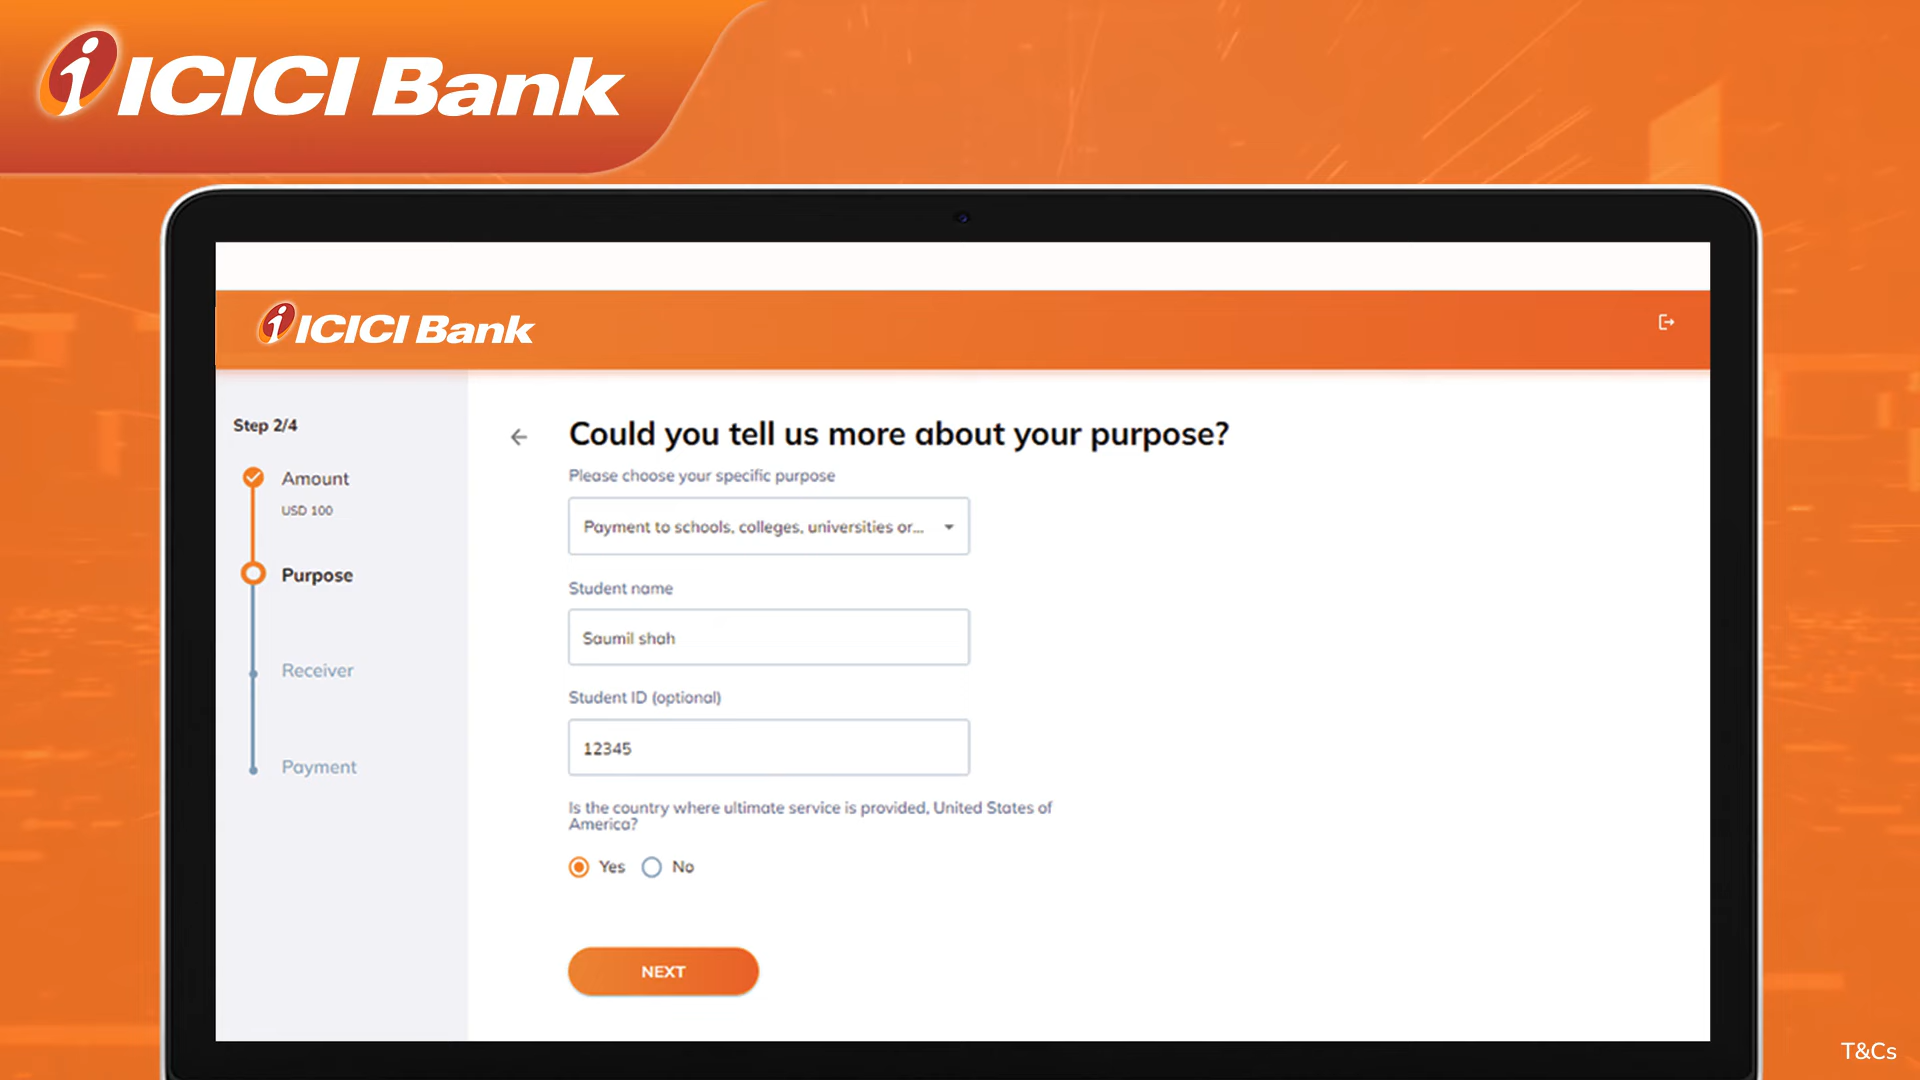 ICICI Bank
ICICI Bank
Step 2/4
Amount
USD 100
Purpose
Receiver
Payment
Could you tell us more about your purpose?
Please choose your specific purpose
Payment to schools, colleges, universities or...
Student name
Saumil shah
Student ID (optional)
12345
Is the country where ultimate service is provided, United States of
America?
Yes No
NEXT
T&Cs